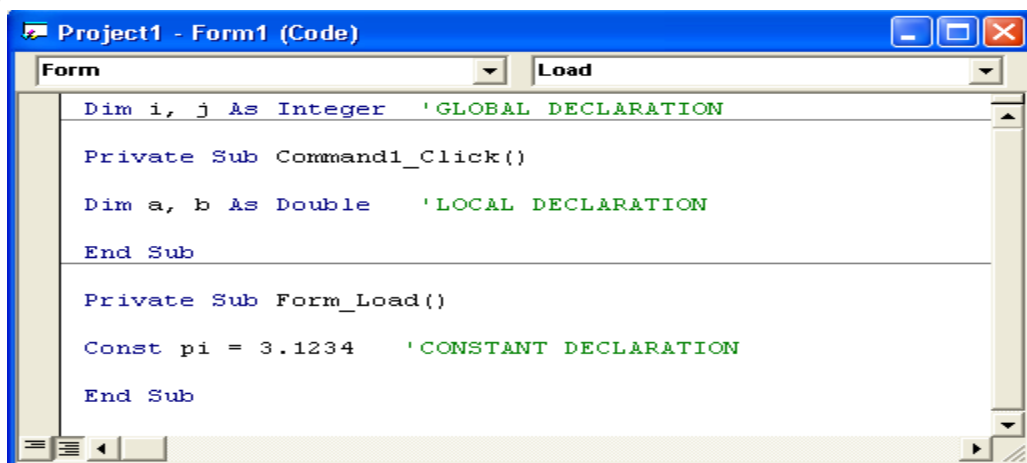 Project1 - Form1 (Code)
Form Load
Dim i, j As Integer 'GLOBAL DECLARATION
Private Sub Command1_Click()
Dim a, b As Double 'LOCAL DECLARATION
End Sub
Private Sub Form_Load()
Const pi = 3.1234 'CONSTANT DECLARATION
End Sub